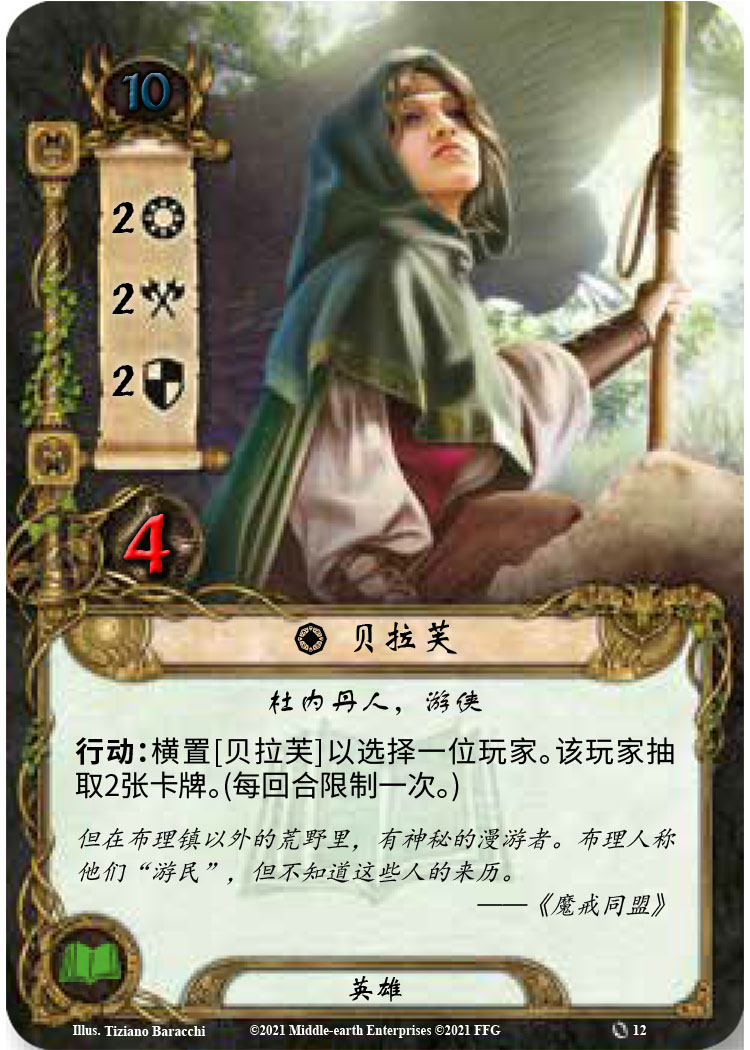 10
2
2
2
4
贝拉芙
杜内丹人，游侠
行动：横置[贝拉芙]以选择一位玩家。该玩家抽
取2张卡牌。(每回合限制一次。)
但在布理镇以外的荒野里，有神秘的漫游者。布理人称
他们“游民”，但不知道这些人的来历。
——《魔戒同盟》
英雄
Illus. Tiziano Baracchi ©2021 Middle-earth Enterprises ©2021 FFG 12